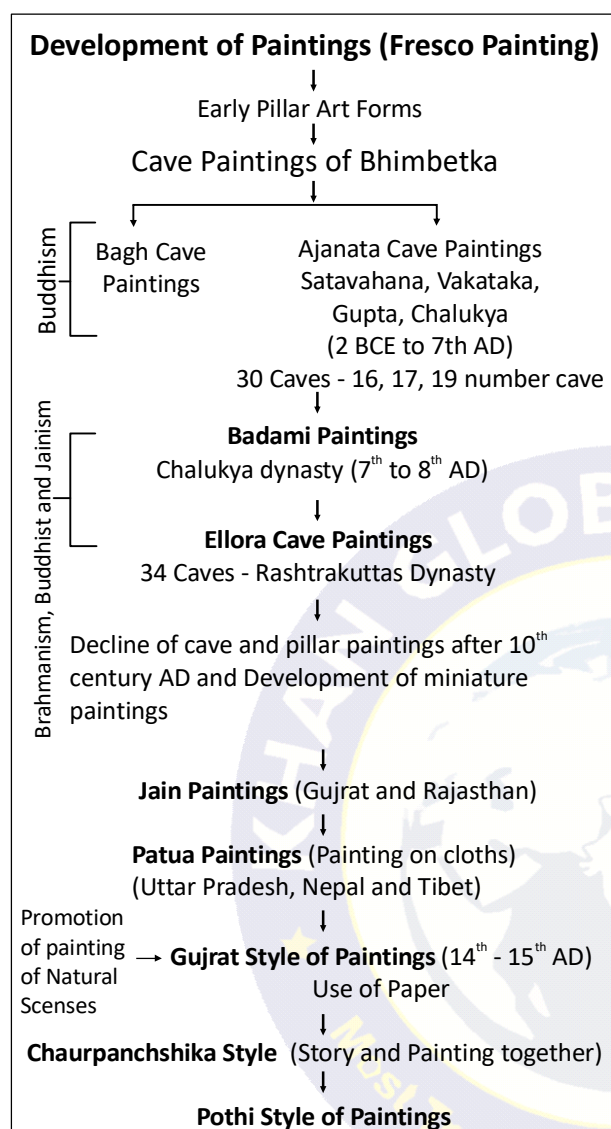 Development of Paintings (Fresco Painting)
Early Pillar Art Forms
Cave Paintings of Bhimbetka
Buddhism
Bagh Cave
Paintings
Ajanata Cave Paintings
Satavahana, Vakataka,
Gupta, Chalukya
(2 BCE to 7th AD)
30 Caves - 16, 17, 19 number cave
Brahmanism, Buddhist and Jainism
Badami Paintings
Chalukya dynasty (7th to 8th AD)
Ellora Cave Paintings
34 Caves - Rashtrakuttas Dynasty
Decline of cave and pillar paintings after 10th
century AD and Development of miniature
paintings
Jain Paintings (Gujrat and Rajasthan)
Patua Paintings (Painting on cloths)
(Uttar Pradesh, Nepal and Tibet)
Promotion
of painting
of Natural
Scenses
Gujrat Style of Paintings (14th - 15th AD)
Use of Paper
Chaurpanchshika Style (Story and Painting together)
Pothi Style of Paintings
KHAN GLOB
Most